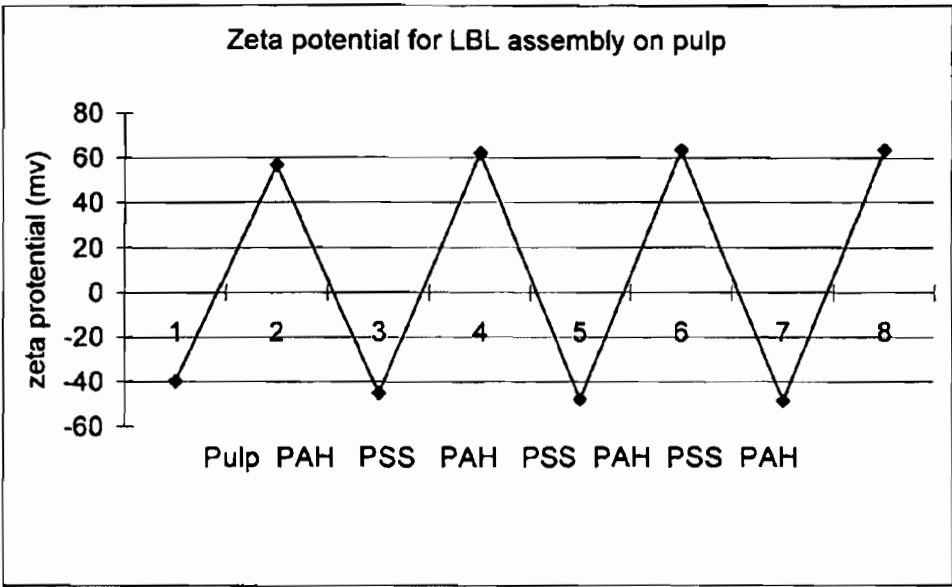 Zeta potential for LBL assembly on pulp
zeta protential (mv)
80
60
40
20
0
-20
-40
-60
1 2 3 4 5 6 7 8
Pulp PAH PSS PAH PSS PAH PSS PAH